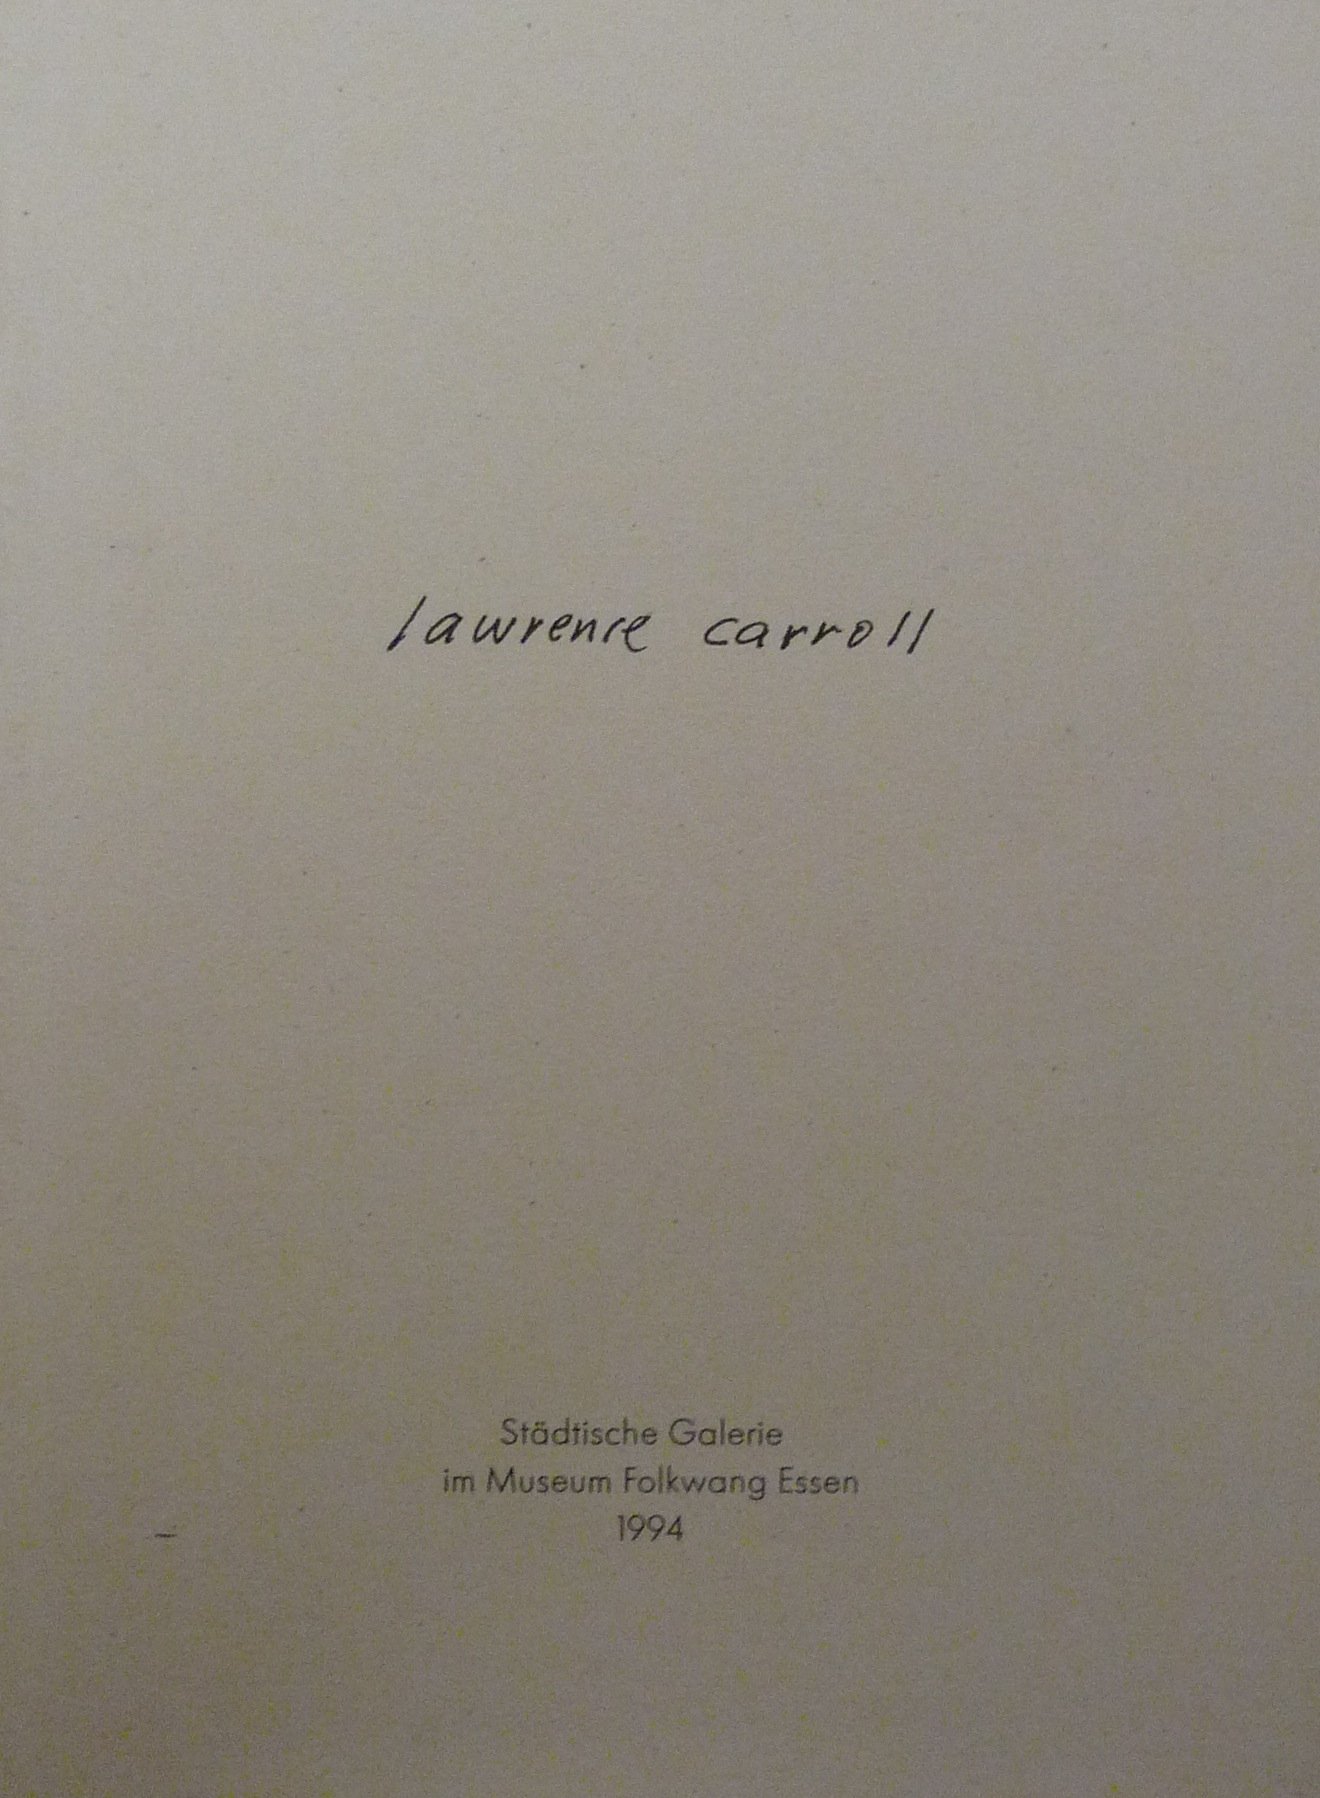 lawrence carroll
Städtische Galerie
im Museum Folkwang Essen
1994